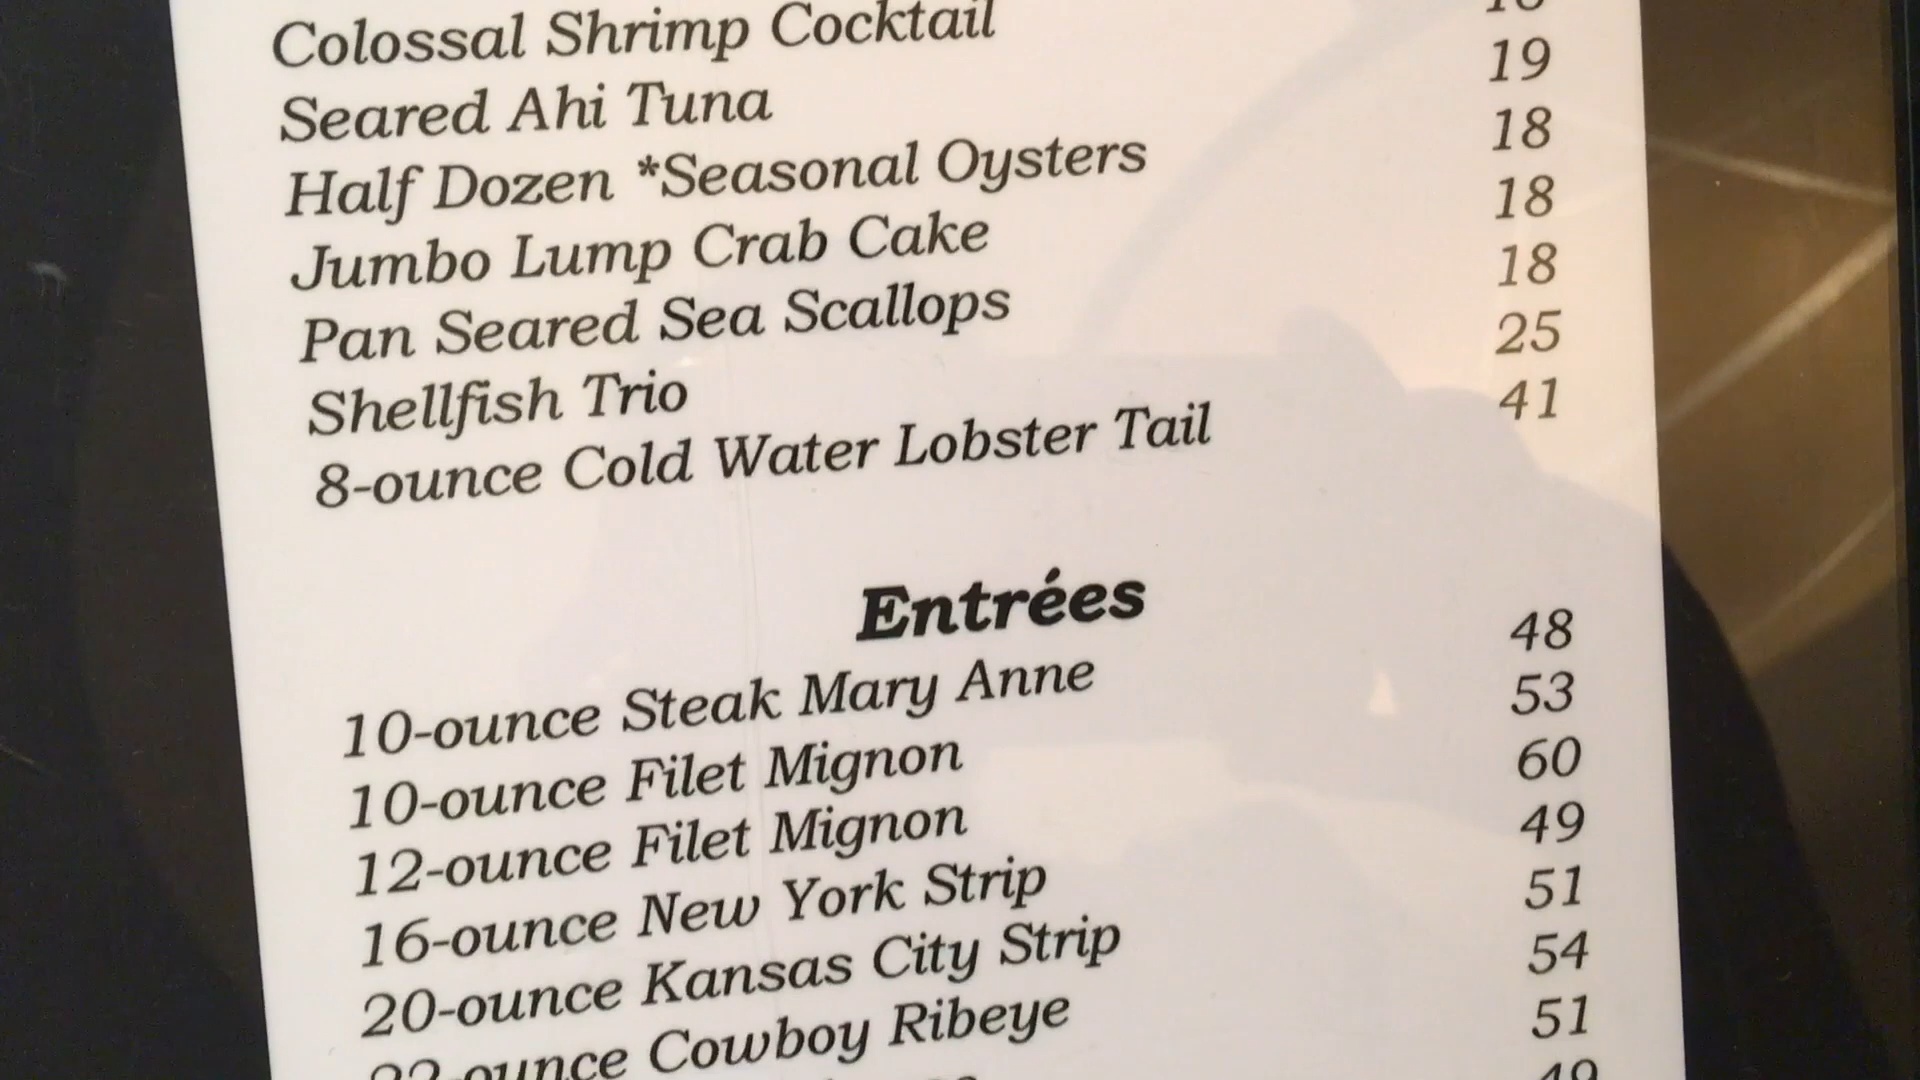 Colossal Shrimp Cocktail
Seared Ahi Tuna 19
Half Dozen *Seasonal Oysters 18
Jumbo Lump Crab Cake 18
Pan Seared Sea Scallops 18
Shellfish Trio 25
8-ounce Cold Water Lobster Tail 41
Entrées
10-ounce Steak Mary Anne 48
10-ounce Filet Mignon 53
12-ounce Filet Mignon 60
16-ounce New York Strip 49
20-ounce Kansas City Strip 51
22-ounce Cowboy Ribeye 54
51